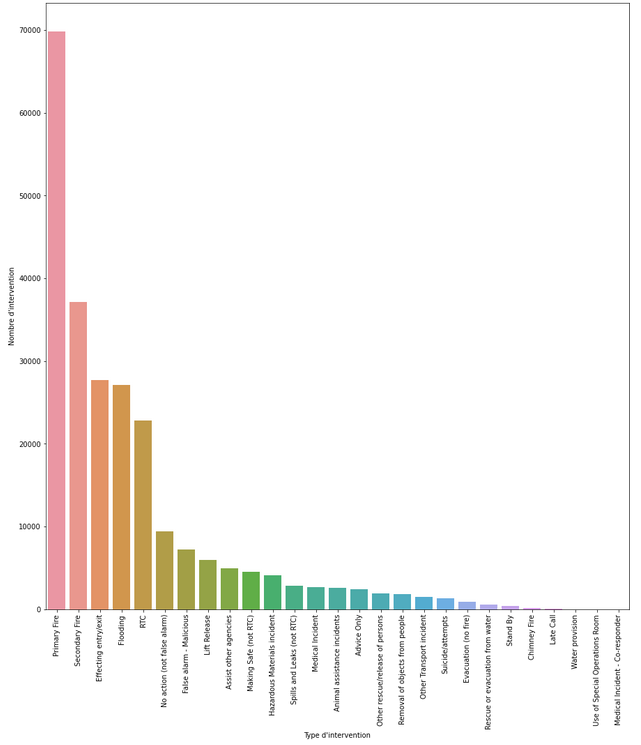 70000
60000
50000
40000
30000
20000
10000
0
Nombre d'intervention
Primary Fire
Secondary Fire
Effecting entry/exit
Flooding
RTC
No action (not false alarm)
False alarm - Malicious
Lift Release
Assist other agencies
Making Safe (not RTC)
Hazardous Materials incident
Spills and Leaks (not RTC)
Medical Incident
Animal assistance incidents
Advice Only
Other rescue/release of persons
Removal of objects from people
Other Transport incident
Suicide/attempts
Evacuation (no fire)
Rescue or evacuation from water
Stand By
Chimney Fire
Late Call
Water provision
Use of Special Operations Room
Medical Incident - Co-responder
Type d'intervention